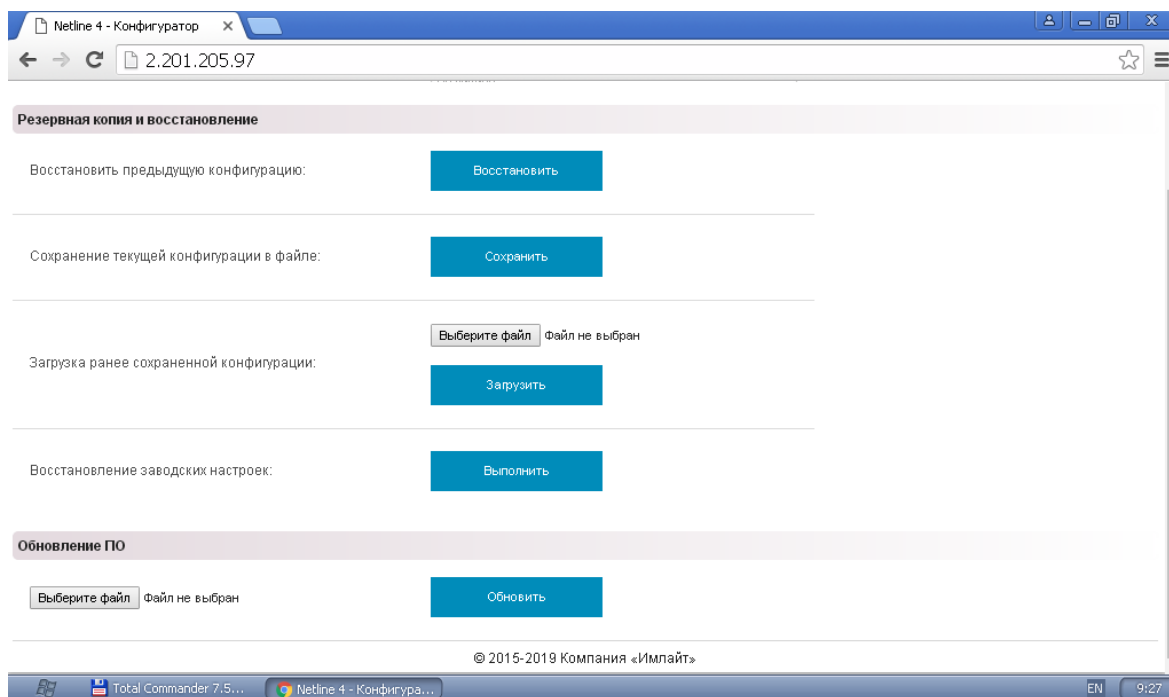 Netline 4 - Конфигуратор
2.201.205.97
Резервная копия и восстановление
Восстановить предыдущую конфигурацию:
Восстановить
Сохранение текущей конфигурации в файле:
Сохранить
Выберите файл Файл не выбран
Загрузка ранее сохраненной конфигурации:
Загрузить
Восстановление заводских настроек:
Выполнить
Обновление ПО
Выберите файл Файл не выбран
Обновить
© 2015-2019 Компания «Имлайт»
Total Commander 7.5...
Netline 4 - Конфигура...
EN
9:27